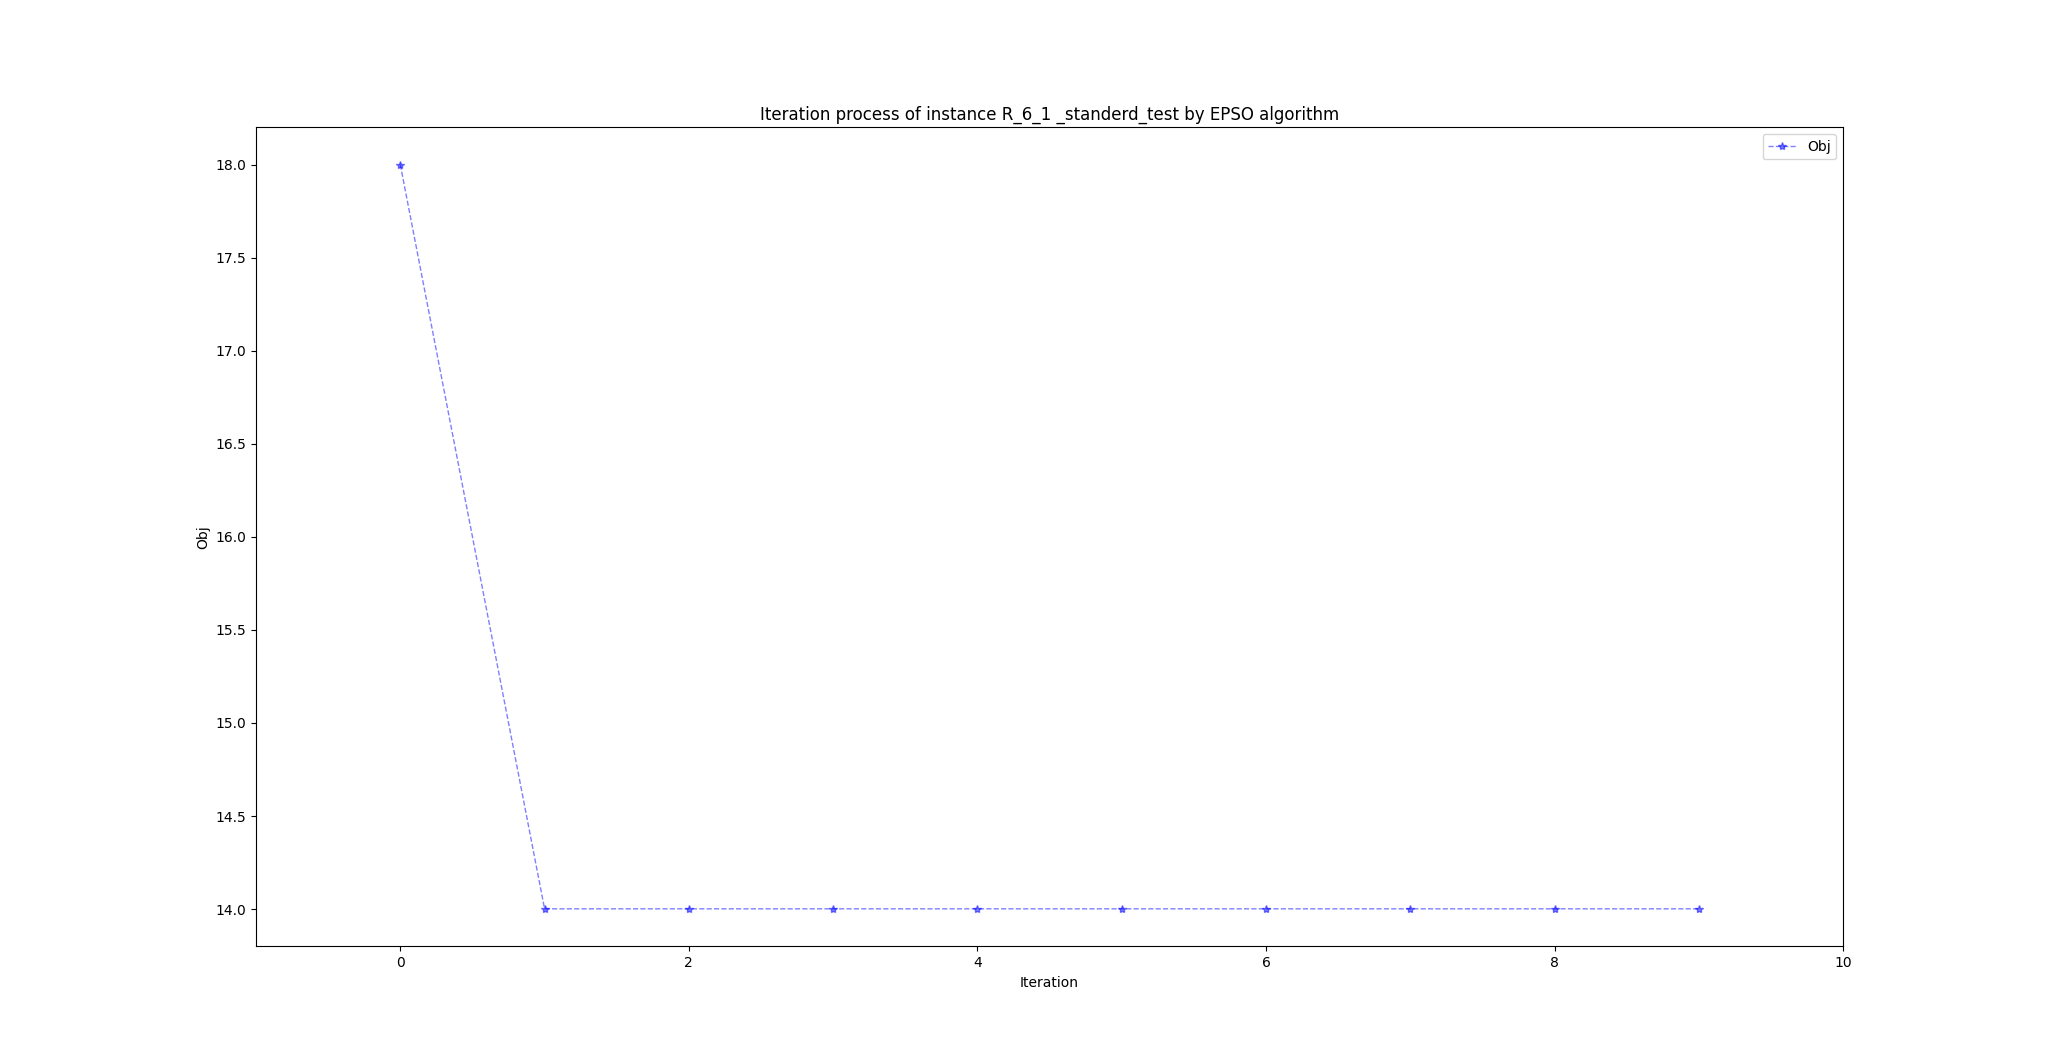 Iteration process of instance R_6_1 _standerd_test by EPSO algorithm
Obj
18.0
17.5
17.0
16.5
16.0
15.5
15.0
14.5
14.0
Obj
0 2 4 6 8 10
Iteration